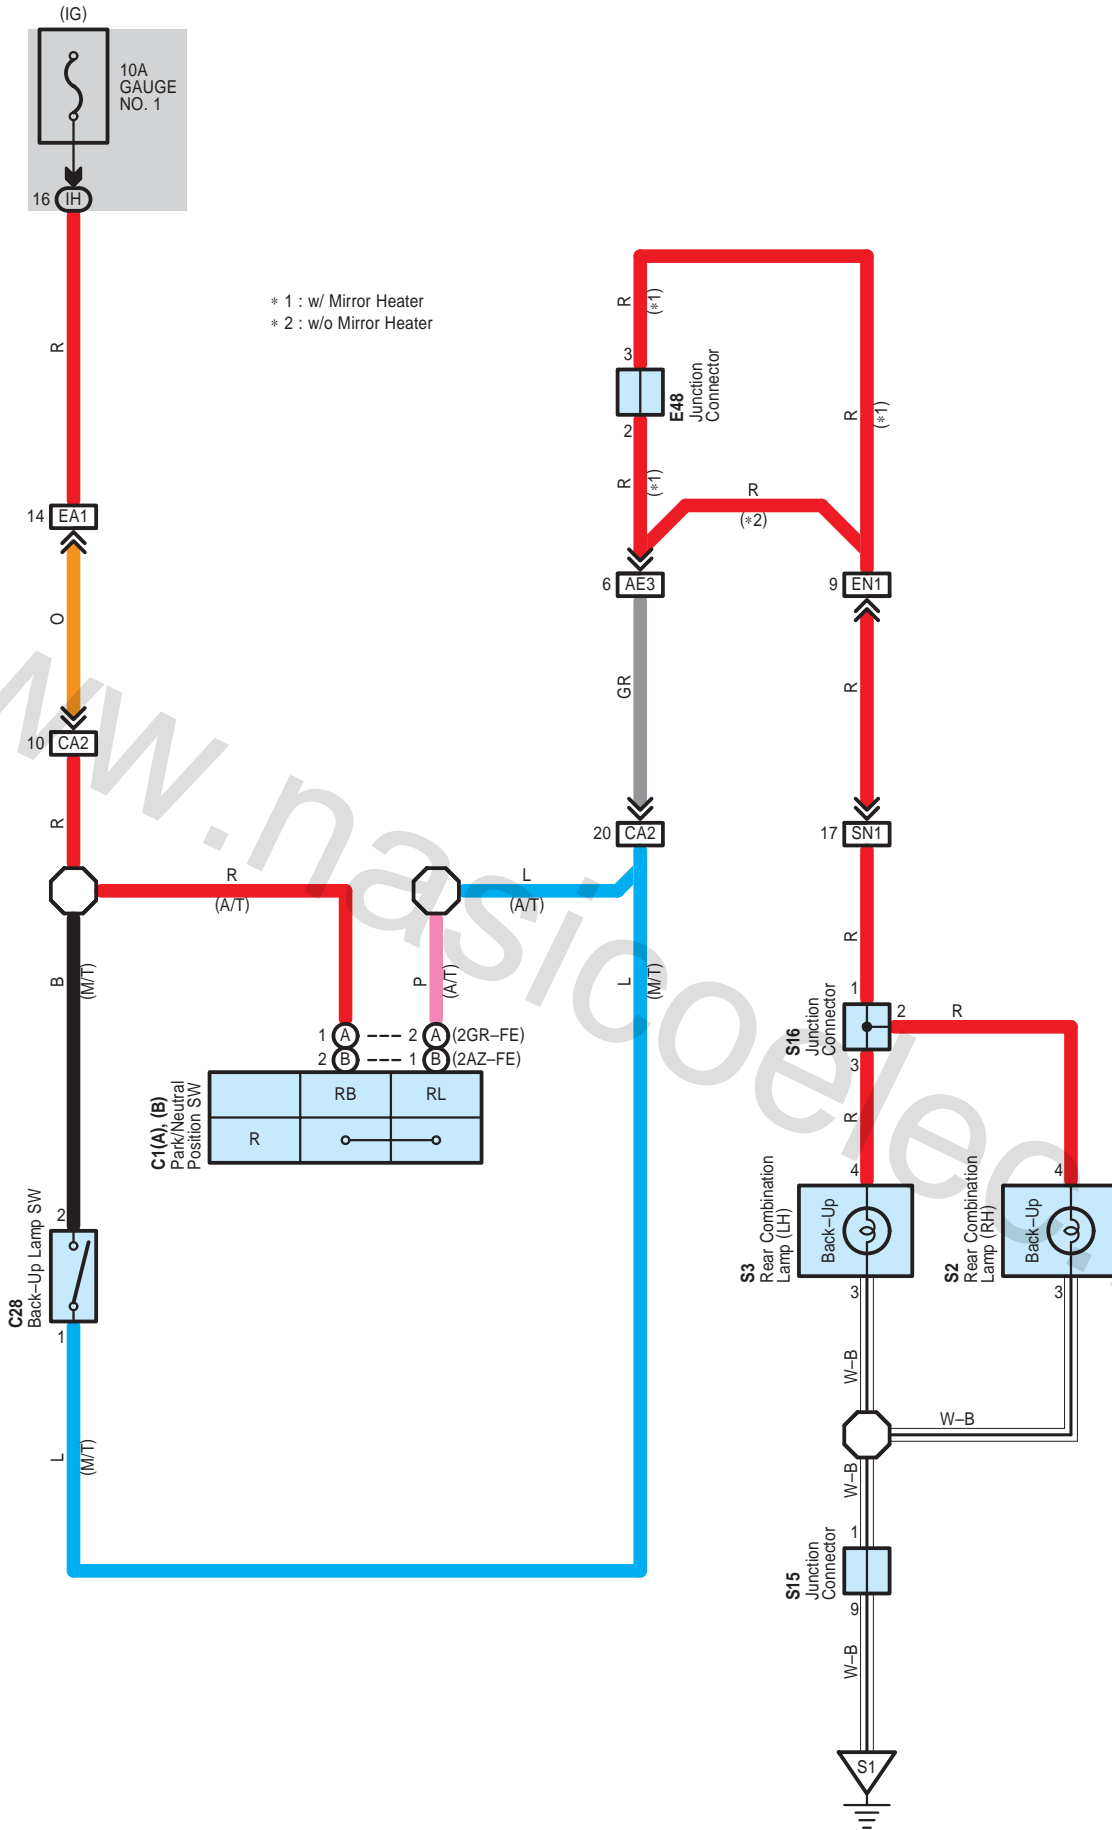 (IG)
10A
GAUGE
NO. 1
16 IH
R
∗ 1 : w/ Mirror Heater
∗ 2 : w/o Mirror Heater
14 EA1
O
10 CA2
R
R
(A/T)
B
(M/T)
L
(A/T)
P
(A/T)
1 A 2 A (2GR–FE)
2 B 1 B (2AZ–FE)
C1(A), (B)
Park/Neutral
Position SW
RB RL
R
2
C28
Back–Up Lamp SW
1
L
(M/T)
R
(∗1)
3
E48
Junction
Connector
2
R
(∗1)
R
(∗2)
R
(∗1)
6 AE3
9 EN1
GR
R
20 CA2
17 SN1
L
(M/T)
R
1
2
R
S16
Junction
Connector
3
R
4
S3
Rear Combination
Lamp (LH)
Back–Up
3
4
S2
Rear Combination
Lamp (RH)
Back–Up
3
W–B
W–B
W–B
1
S15
Junction
Connector
9
W–B
S1
www.nasicoelec.